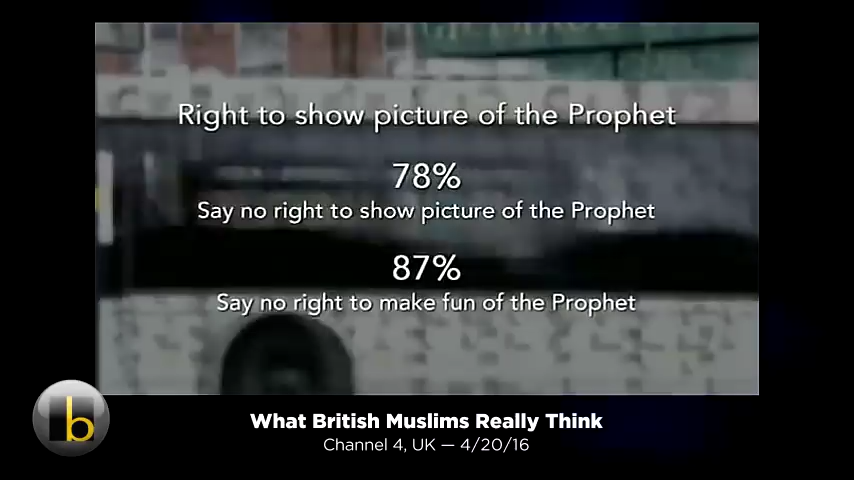 Right to show picture of the Prophet
78%
Say no right to show picture of the Prophet
87%
Say no right to make fun of the Prophet
b
What British Muslims Really Think
Channel 4, UK — 4/20/16